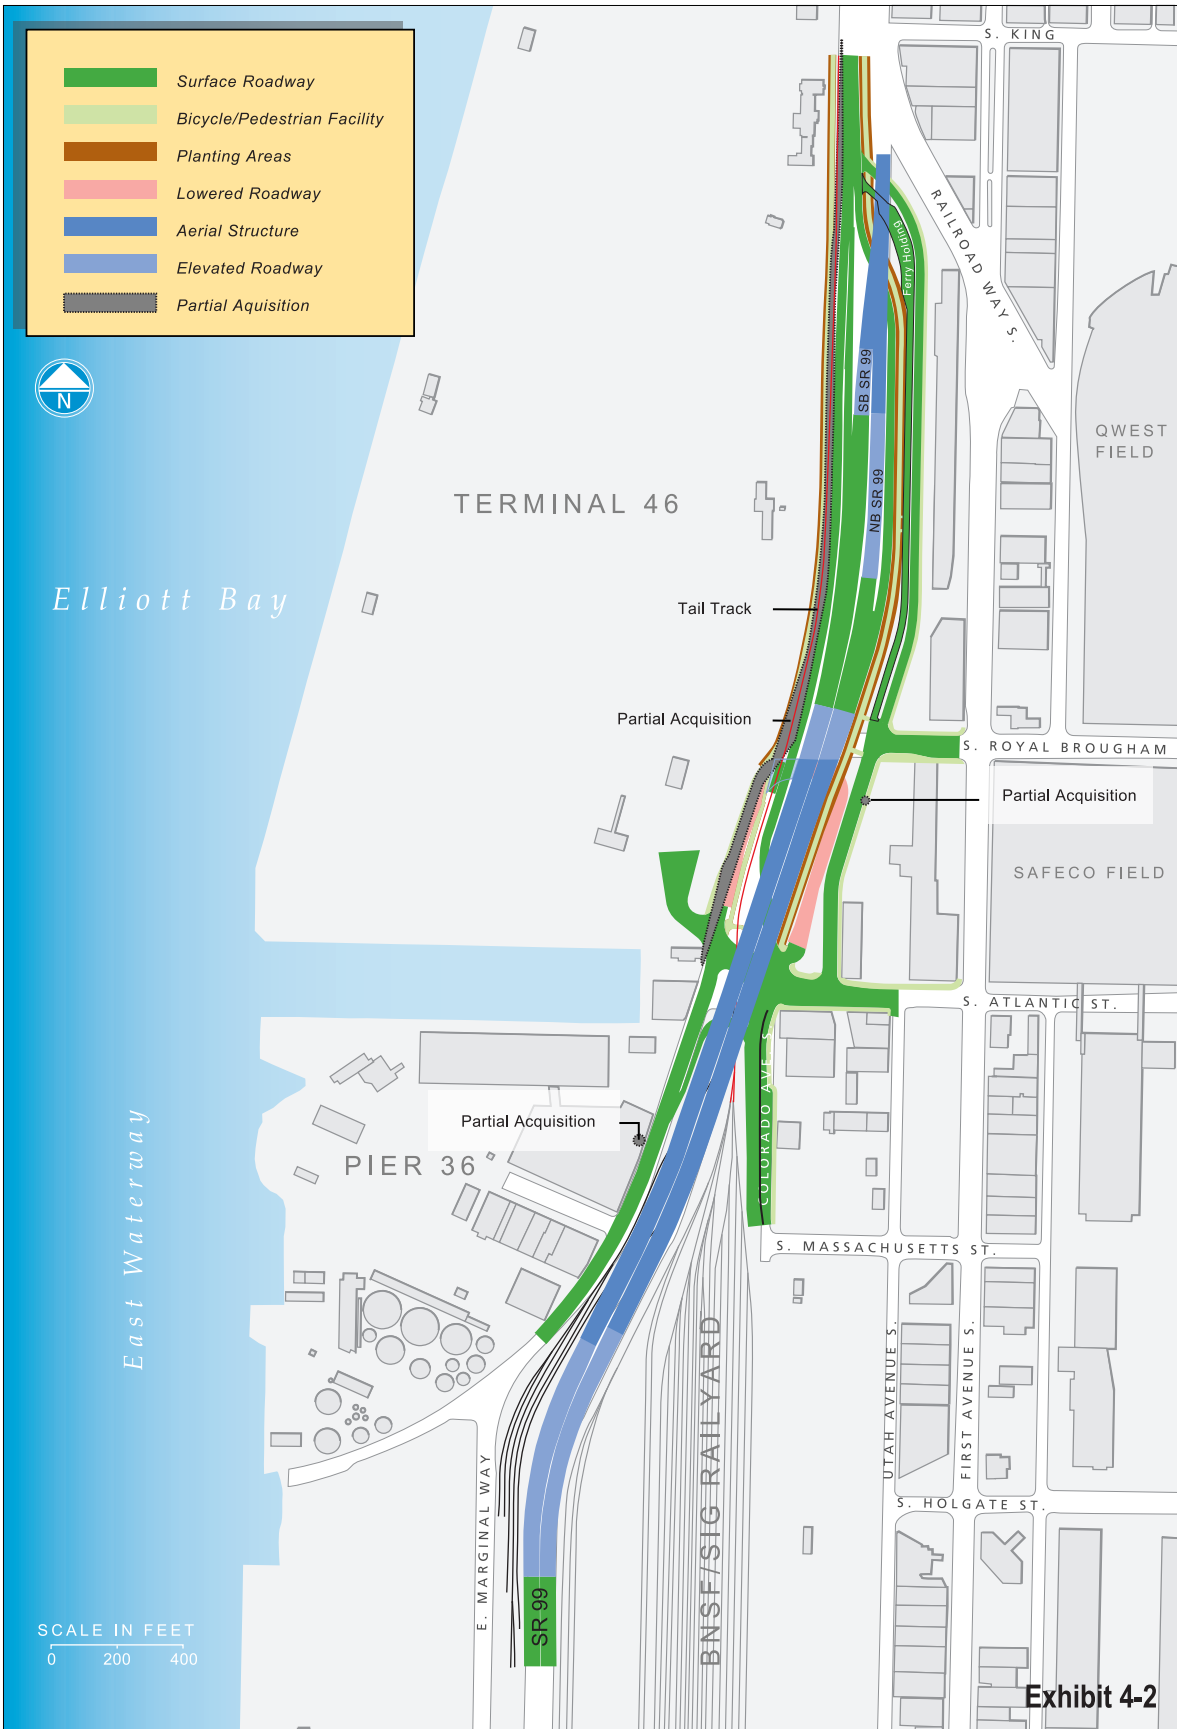 S. KING
Surface Roadway
Bicycle/Pedestrian Facility
Planting Areas
Lowered Roadway
Aerial Structure
Elevated Roadway
Partial Aquisition
N
RAILROAD WAY S.
Ferry Holding
SB SR 99
NB SR 99
QWEST
FIELD
TERMINAL 46
Elliott Bay
Tail Track
Partial Acquisition
S. ROYAL BROUGHAM
Partial Acquisition
SAFECO FIELD
S. ATLANTIC ST.
COLORADO AVE S.
Partial Acquisition
PIER 36
East Waterway
S. MASSACHUSETTS ST.
BNSF/SIG RAILYARD
UTAH AVENUE S.
FIRST AVENUE S.
E. MARGINAL WAY
S. HOLGATE ST.
SR 99
SCALE IN FEET
0 200 400
Exhibit 4-2